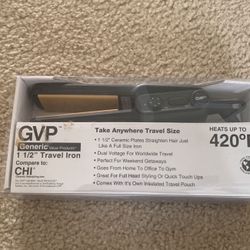 GVP
Generic Value Products
1 1/2" Travel Iron
Compare to:
CHI
Take Anywhere Travel Size
• 1 1/2" Ceramic Plates Straighten Hair Just
Like A Full Size Iron
• Dual Voltage For Worldwide Travel
• Perfect For Weekend Getaways
• Goes From Home To Office To Gym
• Great For Full Head Styling Or Quick Touch Ups
• Comes With It's Own Inkulated Travel Pouch
HEATS UP TO
420°F
GVP